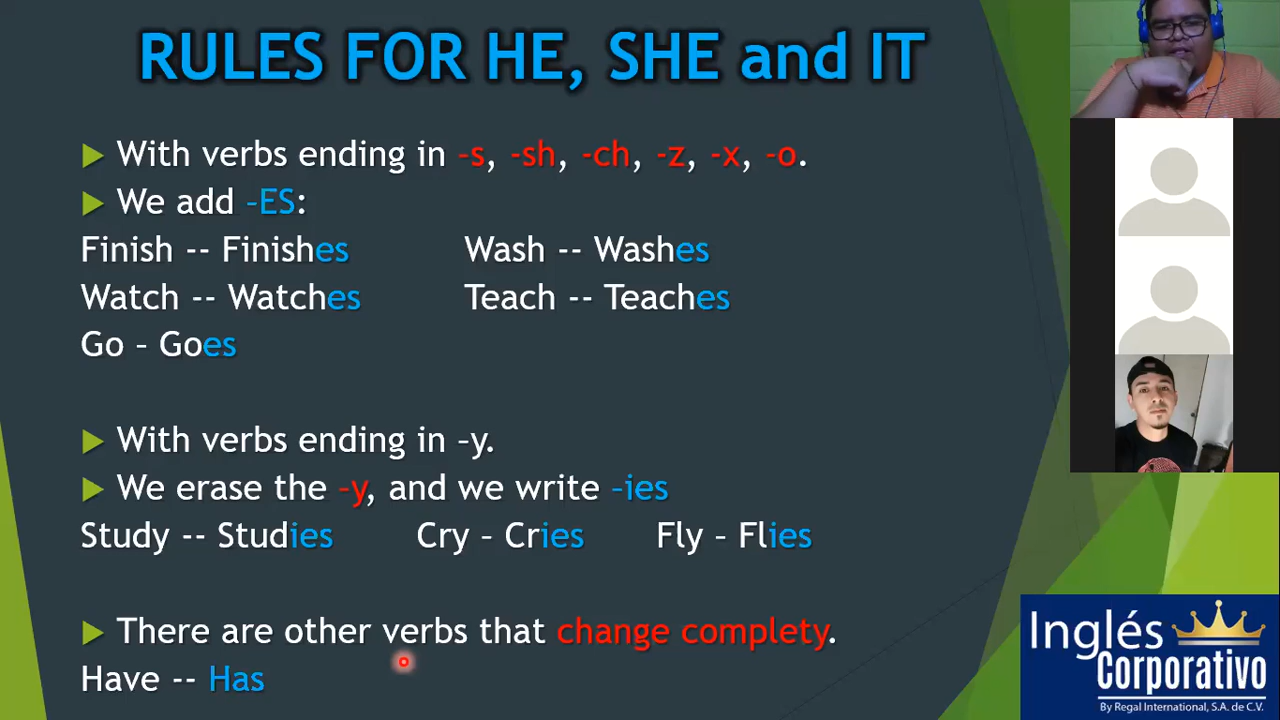 RULES FOR HE, SHE and IT
With verbs ending in -s, -sh, -ch, -z, -x, -o.
We add –ES:
Finish -- Finishes Wash -- Washes
Watch -- Watches Teach -- Teaches
Go – Goes
With verbs ending in –y.
We erase the –y, and we write –ies
Study -- Studies Cry – Cries Fly – Flies
There are other verbs that change complety.
Have -- Has
Inglés
Corporativo
By Regal International, S.A. de C.V.